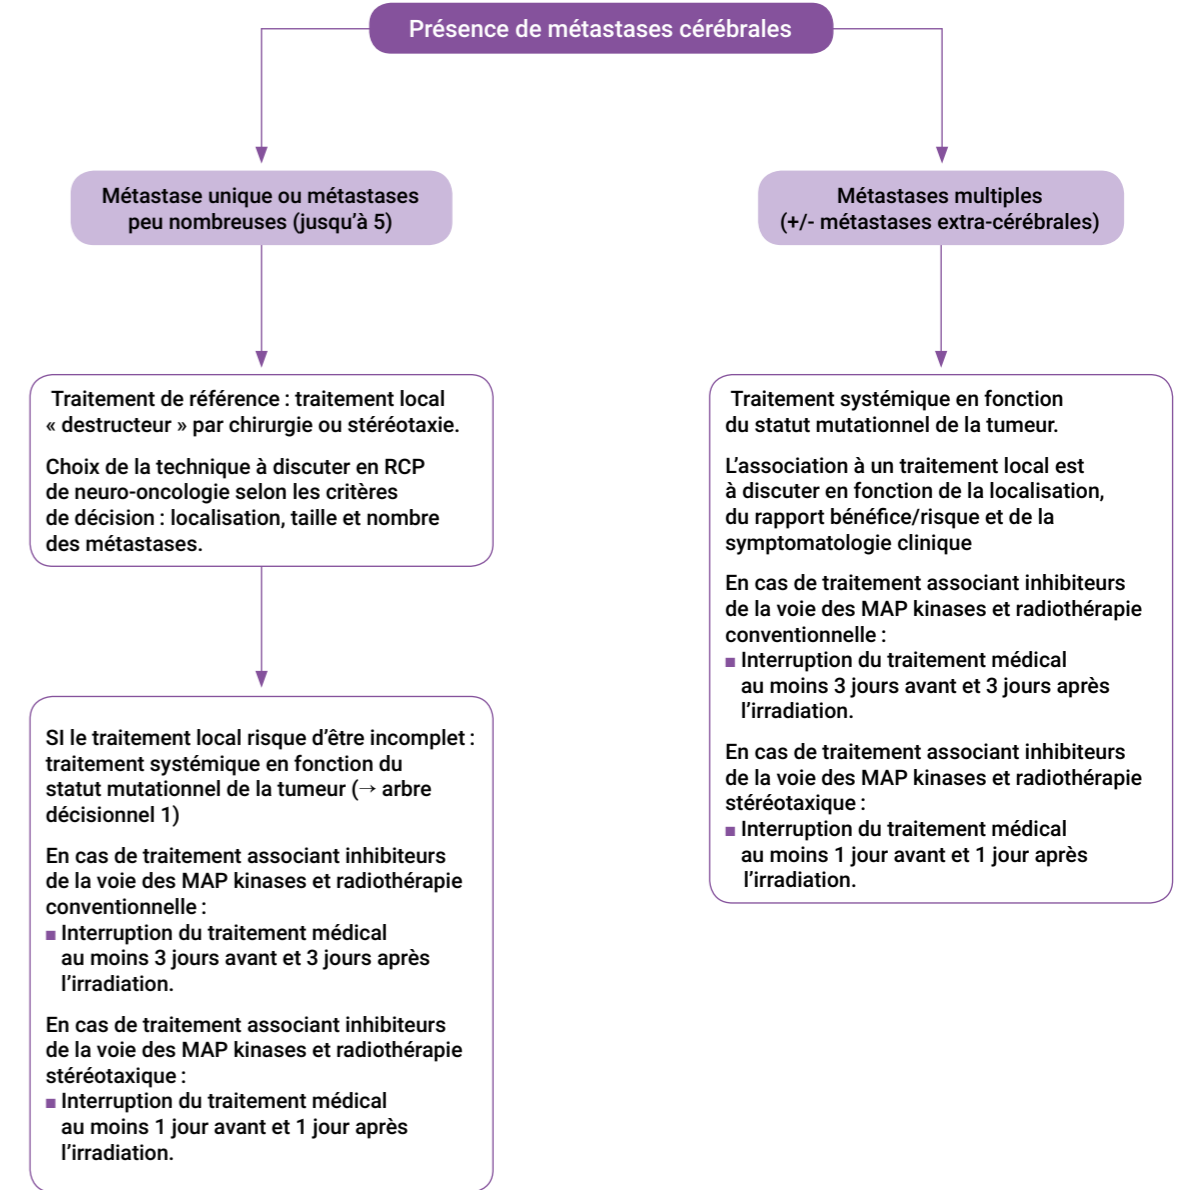 Présence de métastases cérébrales
Métastase unique ou métastases
peu nombreuses (jusqu’à 5)
Traitement de référence : traitement local
« destructeur » par chirurgie ou stéréotaxie.
Choix de la technique à discuter en RCP
de neuro-oncologie selon les critères
de décision : localisation, taille et nombre
des métastases.
SI le traitement local risque d’être incomplet :
traitement systémique en fonction du
statut mutationnel de la tumeur (→ arbre
décisionnel 1)
En cas de traitement associant inhibiteurs
de la voie des MAP kinases et radiothérapie
conventionnelle :
■ Interruption du traitement médical
au moins 3 jours avant et 3 jours après
l’irradiation.
En cas de traitement associant inhibiteurs
de la voie des MAP kinases et radiothérapie
stéréotaxique :
■ Interruption du traitement médical
au moins 1 jour avant et 1 jour après
l’irradiation.
Métastases multiples
(+/- métastases extra-cérébrales)
Traitement systémique en fonction
du statut mutationnel de la tumeur.
L’association à un traitement local est
à discuter en fonction de la localisation,
du rapport bénéfice/risque et de la
symptomatologie clinique
En cas de traitement associant inhibiteurs
de la voie des MAP kinases et radiothérapie
conventionnelle :
■ Interruption du traitement médical
au moins 3 jours avant et 3 jours après
l’irradiation.
En cas de traitement associant inhibiteurs
de la voie des MAP kinases et radiothérapie
stéréotaxique :
■ Interruption du traitement médical
au moins 1 jour avant et 1 jour après
l’irradiation.